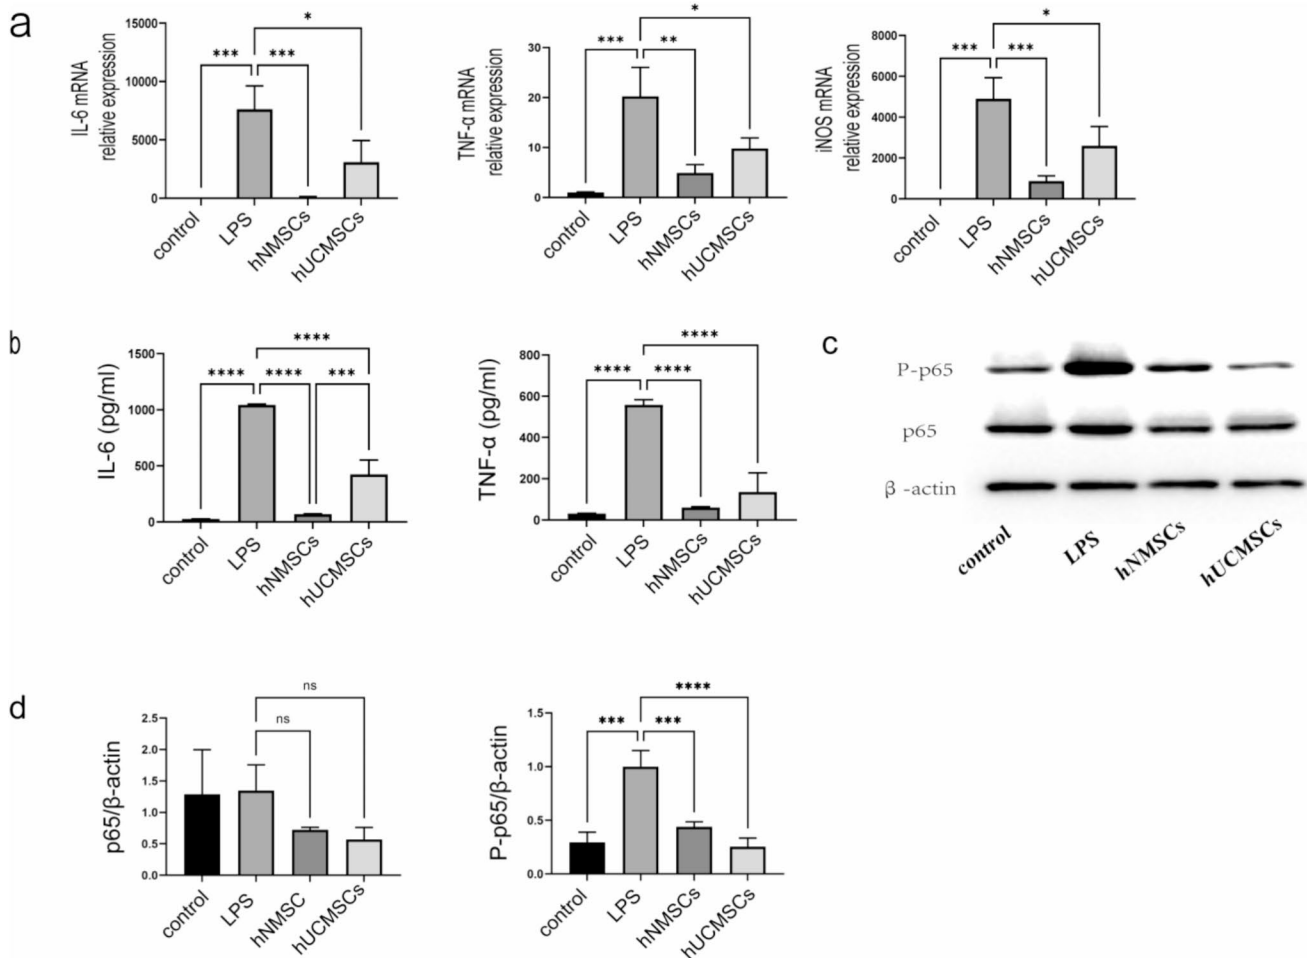 a
IL-6 mRNA
relative expression
15000
10000
5000
0
*
***
***
control
LPS
hNMSCs
hUCMSCs
TNF-α mRNA
relative expression
30
20
10
0
*
***
**
control
LPS
hNMSCs
hUCMSCs
iNOS mRNA
relative expression
8000
6000
4000
2000
0
*
***
***
control
LPS
hNMSCs
hUCMSCs
b
IL-6 (pg/ml)
1500
1000
500
0
****
****
****
***
control
LPS
hNMSCs
hUCMSCs
TNF-α (pg/ml)
800
600
400
200
0
****
****
****
control
LPS
hNMSCs
hUCMSCs
c
P-p65
p65
β -actin
control
LPS
hNMSCs
hUCMSCs
d
p65/β-actin
2.5
2.0
1.5
1.0
0.5
0.0
ns
ns
control
LPS
hNMSC
hUCMSCs
P-p65/β-actin
1.5
1.0
0.5
0.0
****
***
***
control
LPS
hNMSCs
hUCMSCs